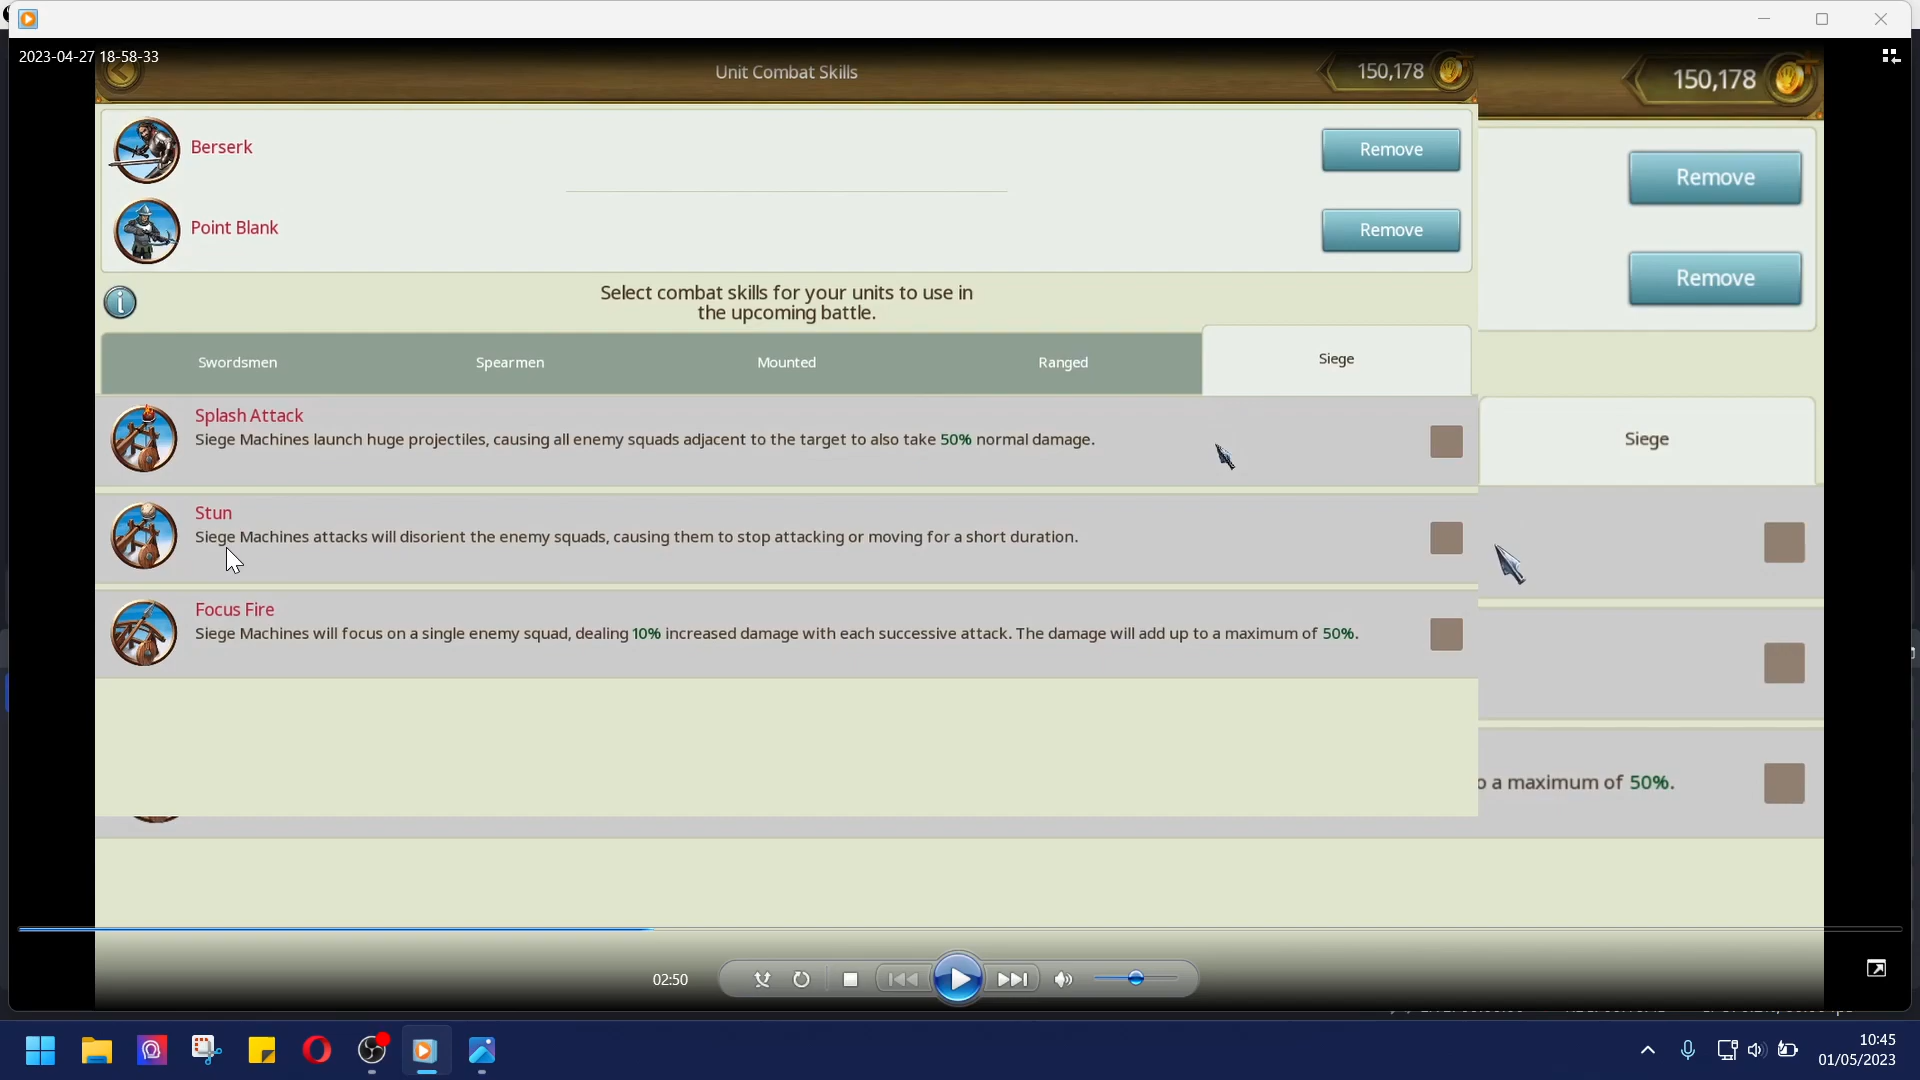 2023-04-27 18-58-33
Unit Combat Skills
150,178
150,178
Berserk
Remove
Remove
Point Blank
Remove
Remove
Select combat skills for your units to use in
the upcoming battle.
Swordsmen
Spearmen
Mounted
Ranged
Siege
Siege
Splash Attack
Siege Machines launch huge projectiles, causing all enemy squads adjacent to the target to also take 50% normal damage.
Stun
Siege Machines attacks will disorient the enemy squads, causing them to stop attacking or moving for a short duration.
Focus Fire
Siege Machines will focus on a single enemy squad, dealing 10% increased damage with each successive attack. The damage will add up to a maximum of 50%.
a maximum of 50%.
02:50
10:45
01/05/2023